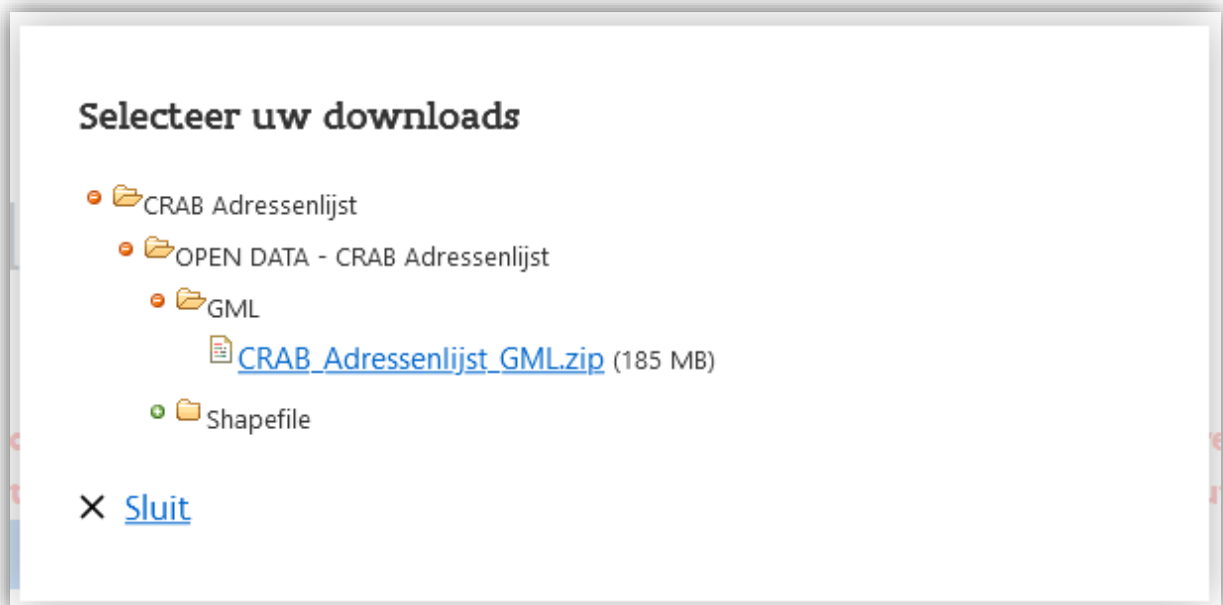 Selecteer uw downloads
CRAB Adressenlijst
OPEN DATA - CRAB Adressenlijst
GML
CRAB_Adressenlijst_GML.zip (185 MB)
Shapefile
Sluit